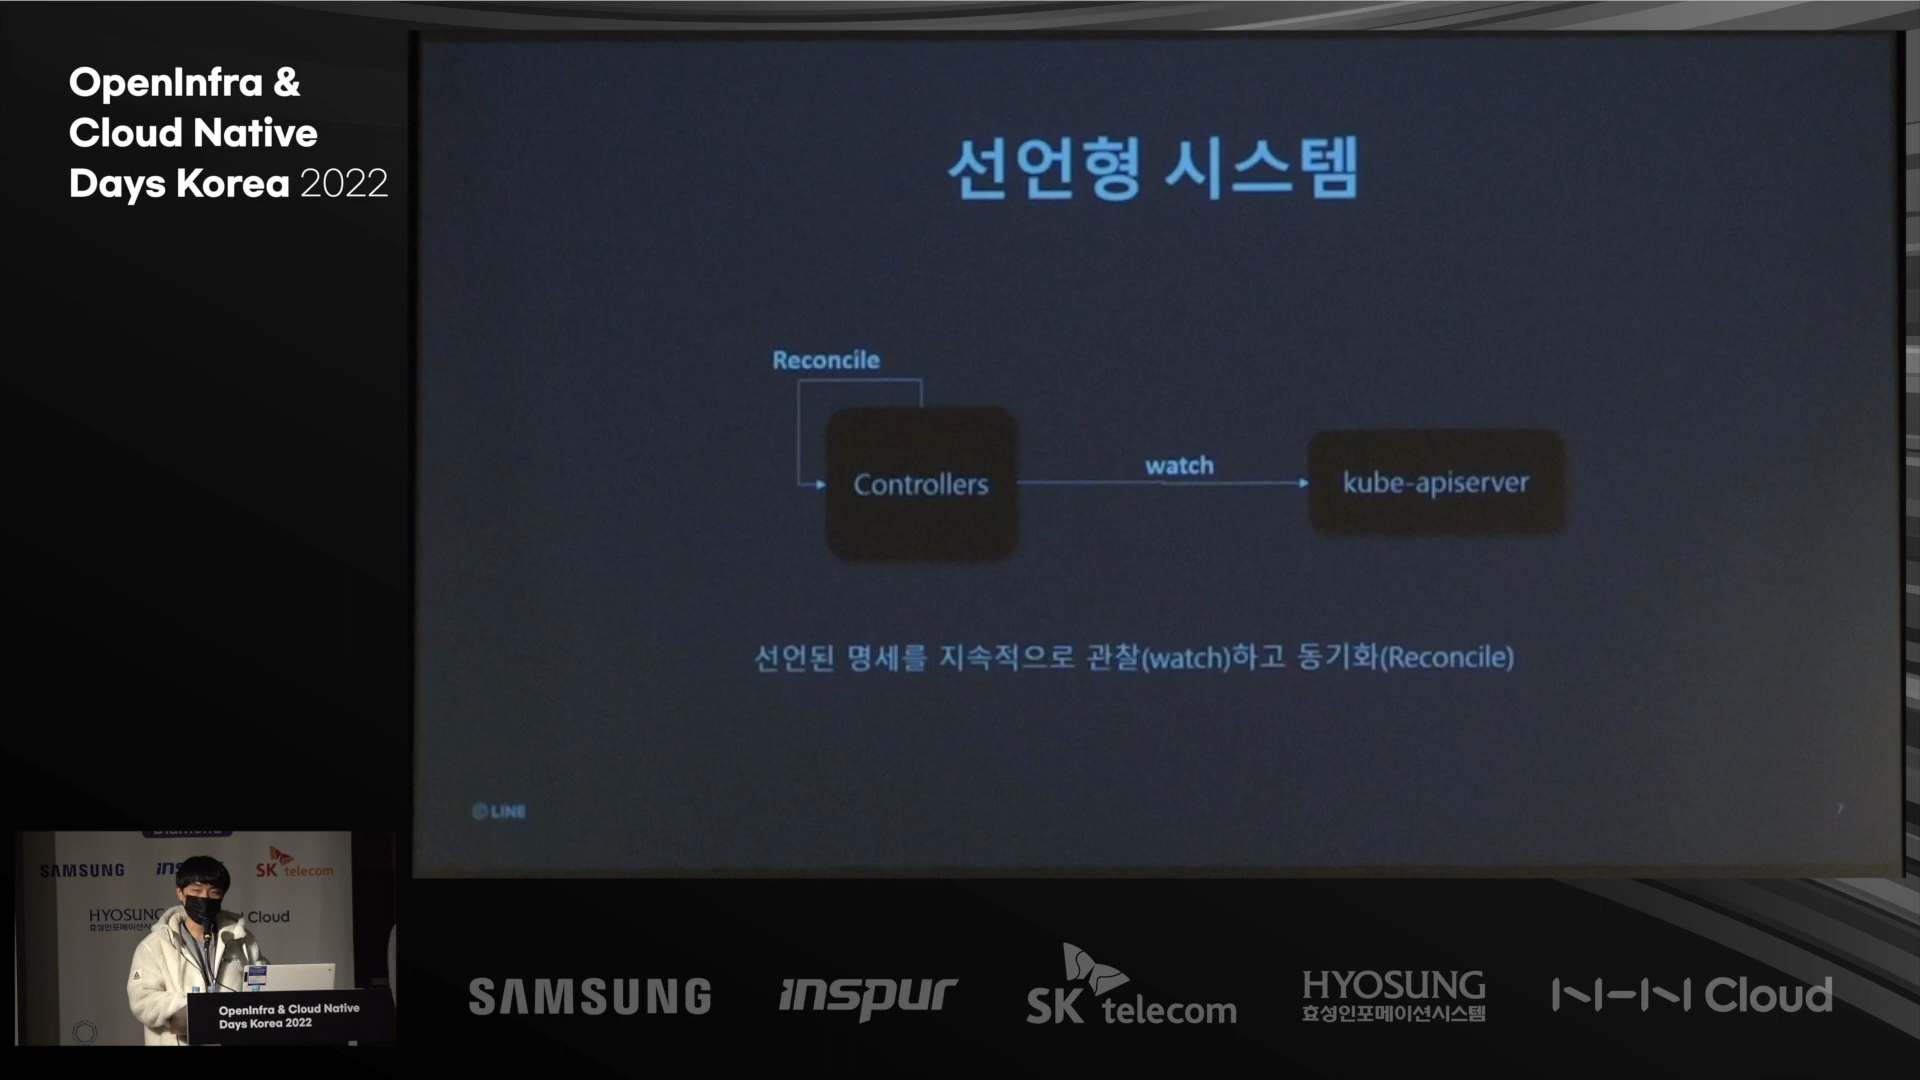 OpenInfra &
Cloud Native
Days Korea 2022
선언형 시스템
Reconcile
Controllers
watch
kube-apiserver
선언된 명세를 지속적으로 관찰(watch)하고 동기화(Reconcile)
© LINE
7
SAMSUNG
SK telecom
HYOSUNG
Cloud
OpenInfra & Cloud Native
Days Korea 2022
SAMSUNG
inspur
SK telecom
HYOSUNG
효성인포메이션시스템
NHN Cloud